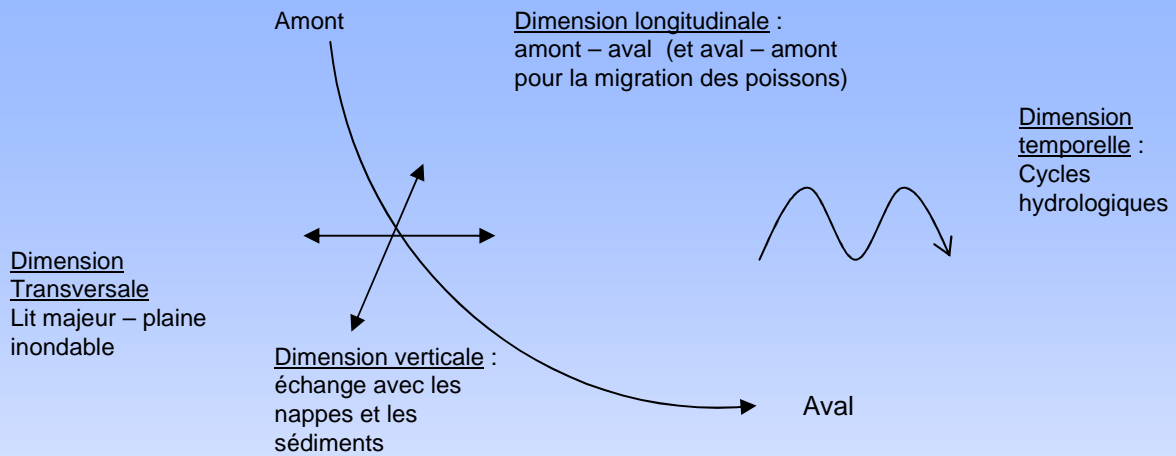 Amont
Dimension longitudinale :
amont – aval (et aval – amont
pour la migration des poissons)
Dimension
temporelle :
Cycles
hydrologiques
Dimension
Transversale
Lit majeur – plaine
inondable
Dimension verticale :
échange avec les
nappes et les
sédiments
Aval